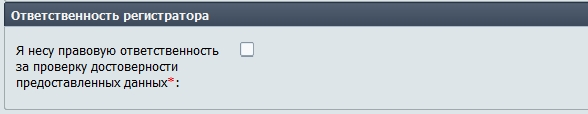 Ответственность регистратора
Я несу правовую ответственность
за проверку достоверности
предоставленных данных*: